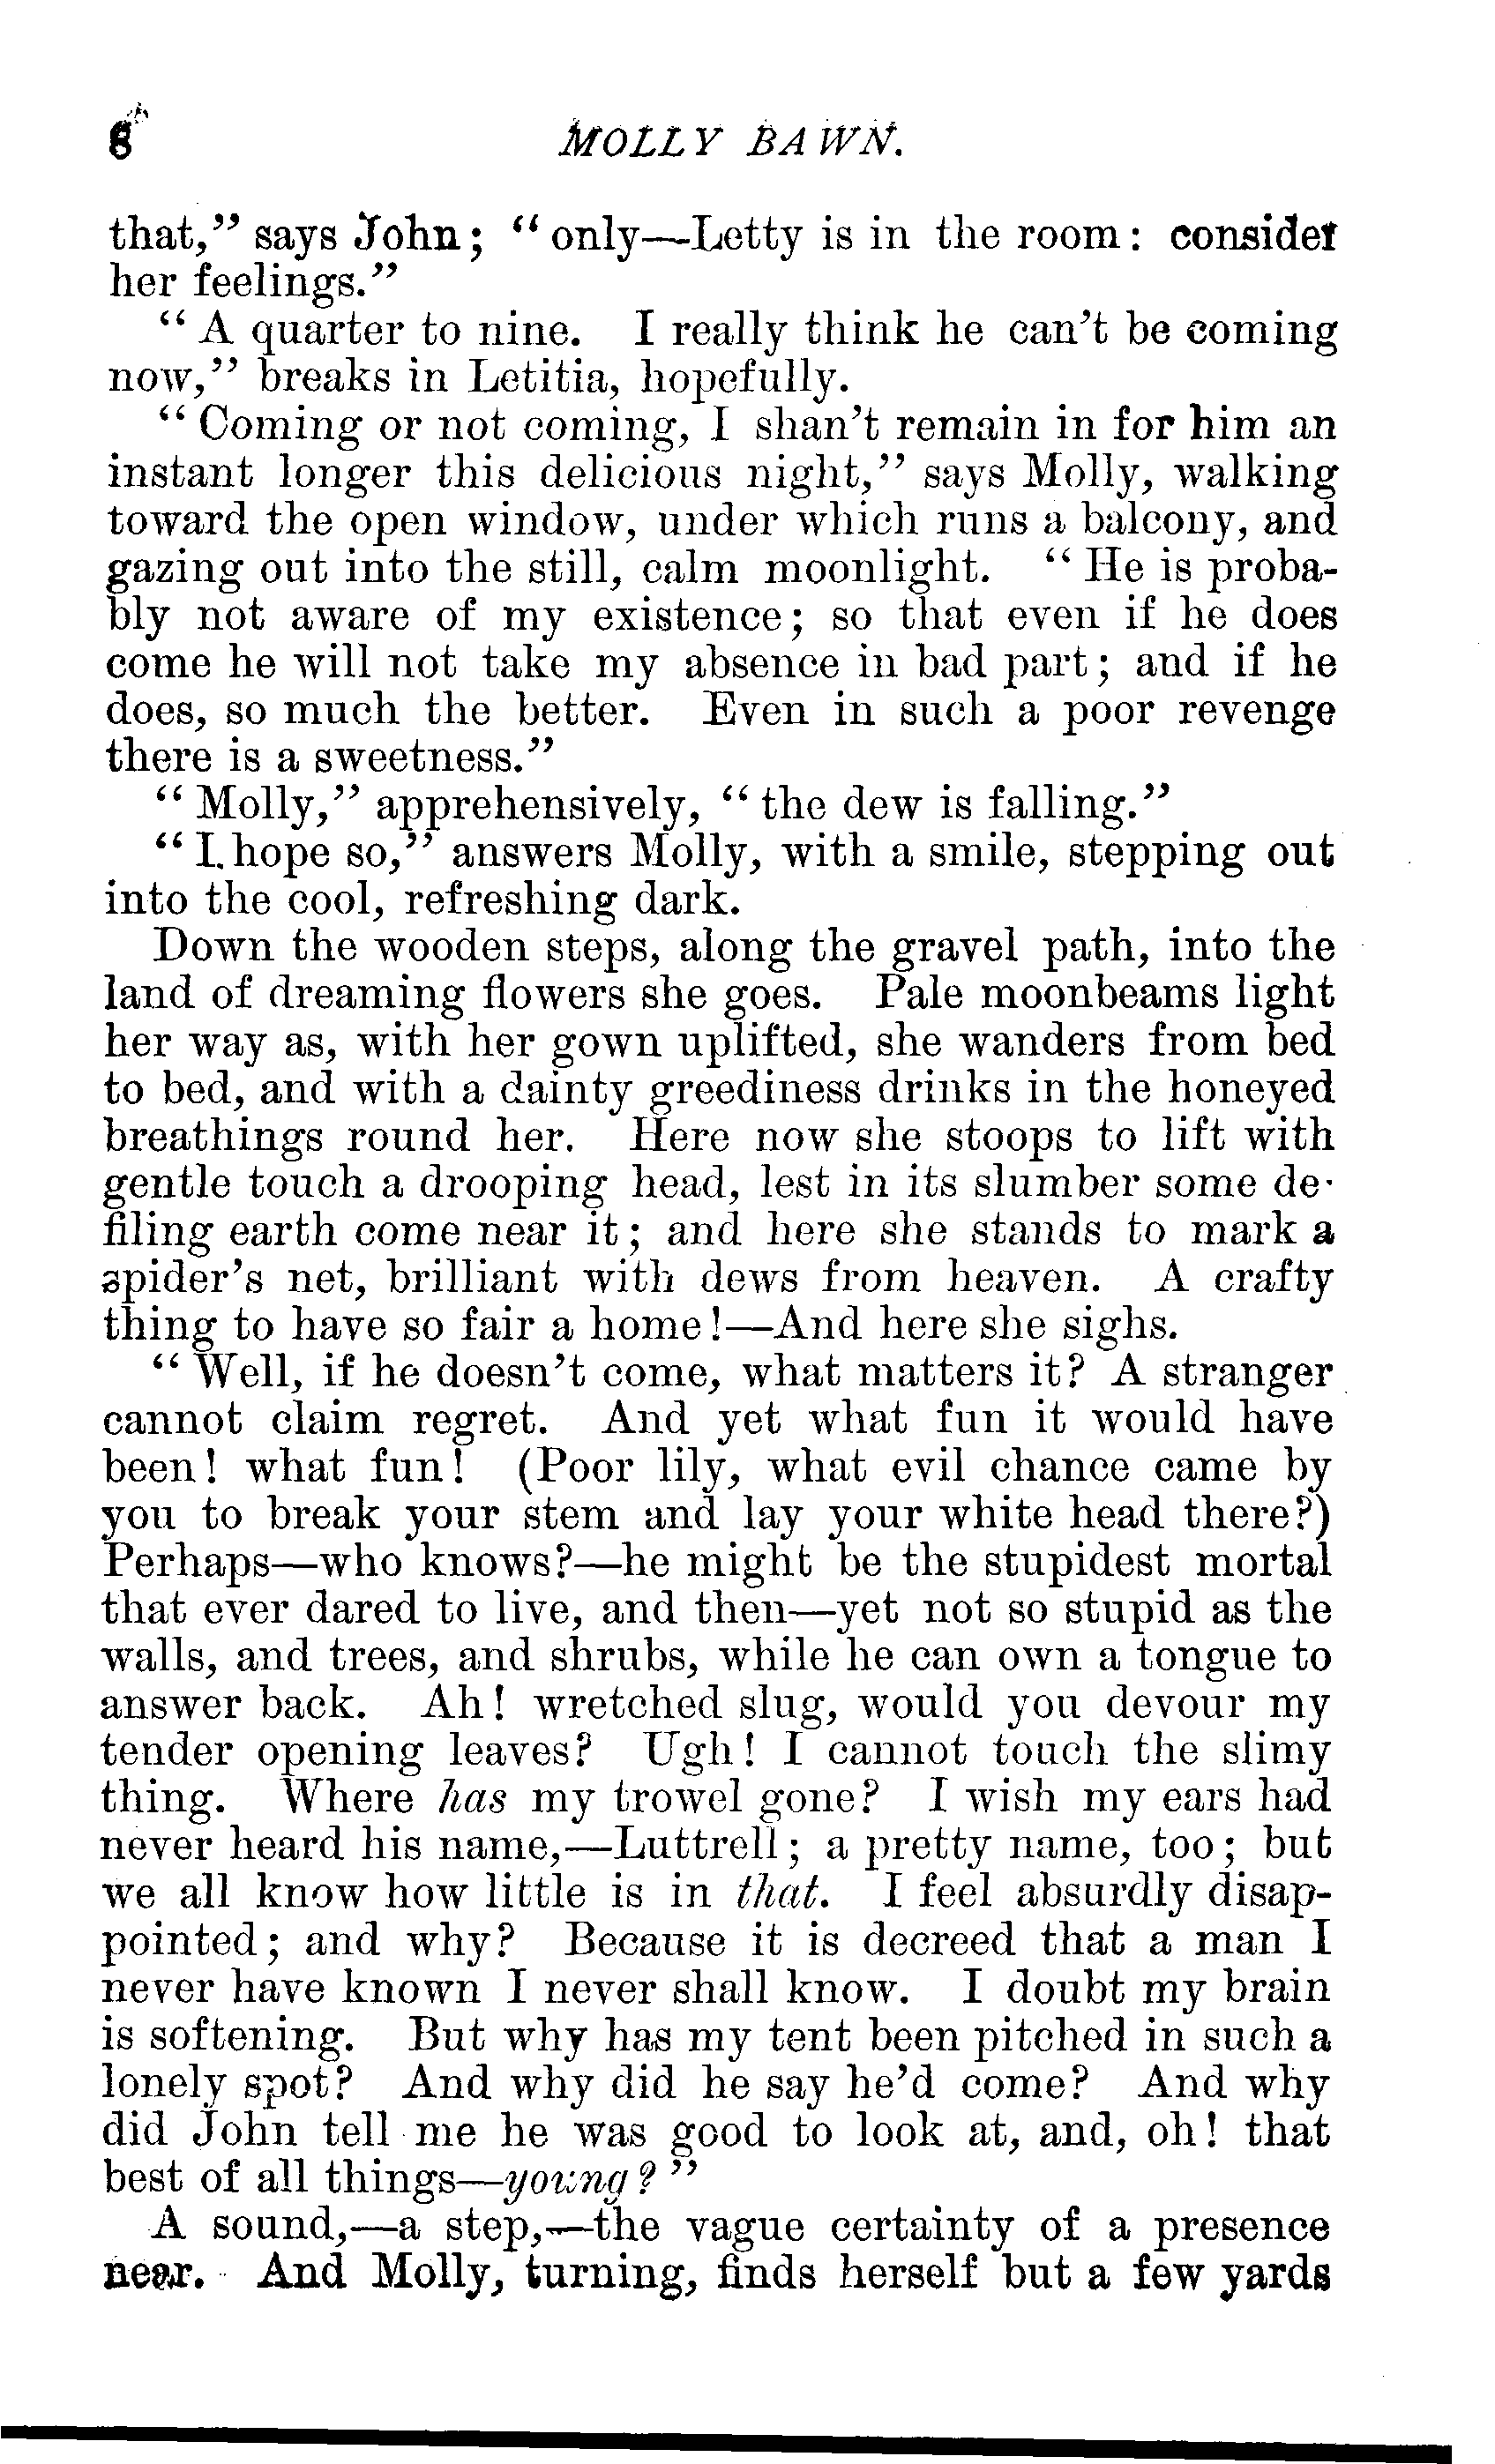 8 MOLLY BAWN.
that,” says John; “only—Letty is in the room: consider
her feelings.”
“A quarter to nine. I really think he can’t be coming
now,” breaks in Letitia, hopefully.
“Coming or not coming, I shan’t remain in for him an
instant longer this delicious night,” says Molly, walking
toward the open window, under which runs a balcony, and
gazing out into the still, calm moonlight. “He is proba-
bly not aware of my existence; so that even if he does
come he will not take my absence in bad part; and if he
does, so much the better. Even in such a poor revenge
there is a sweetness.”
“Molly,” apprehensively, “the dew is falling.”
“I hope so,” answers Molly, with a smile, stepping out
into the cool, refreshing dark.
Down the wooden steps, along the gravel path, into the
land of dreaming flowers she goes. Pale moonbeams light
her way as, with her gown uplifted, she wanders from bed
to bed, and with a dainty greediness drinks in the honeyed
breathings round her. Here now she stoops to lift with
gentle touch a drooping head, lest in its slumber some de-
filing earth come near it; and here she stands to mark a
spider’s net, brilliant with dews from heaven. A crafty
thing to have so fair a home!—And here she sighs.
“Well, if he doesn’t come, what matters it? A stranger
cannot claim regret. And yet what fun it would have
been! what fun! (Poor lily, what evil chance came by
you to break your stem and lay your white head there?)
Perhaps—who knows?—he might be the stupidest mortal
that ever dared to live, and then—yet not so stupid as the
walls, and trees, and shrubs, while he can own a tongue to
answer back. Ah! wretched slug, would you devour my
tender opening leaves? Ugh! I cannot touch the slimy
thing. Where has my trowel gone? I wish my ears had
never heard his name,—Luttrell; a pretty name, too; but
we all know how little is in that. I feel absurdly disap-
pointed; and why? Because it is decreed that a man I
never have known I never shall know. I doubt my brain
is softening. But why has my tent been pitched in such a
lonely spot? And why did he say he’d come? And why
did John tell me he was good to look at, and, oh! that
best of all things—young?”
A sound,—a step,—the vague certainty of a presence
near. And Molly, turning, finds herself but a few yards